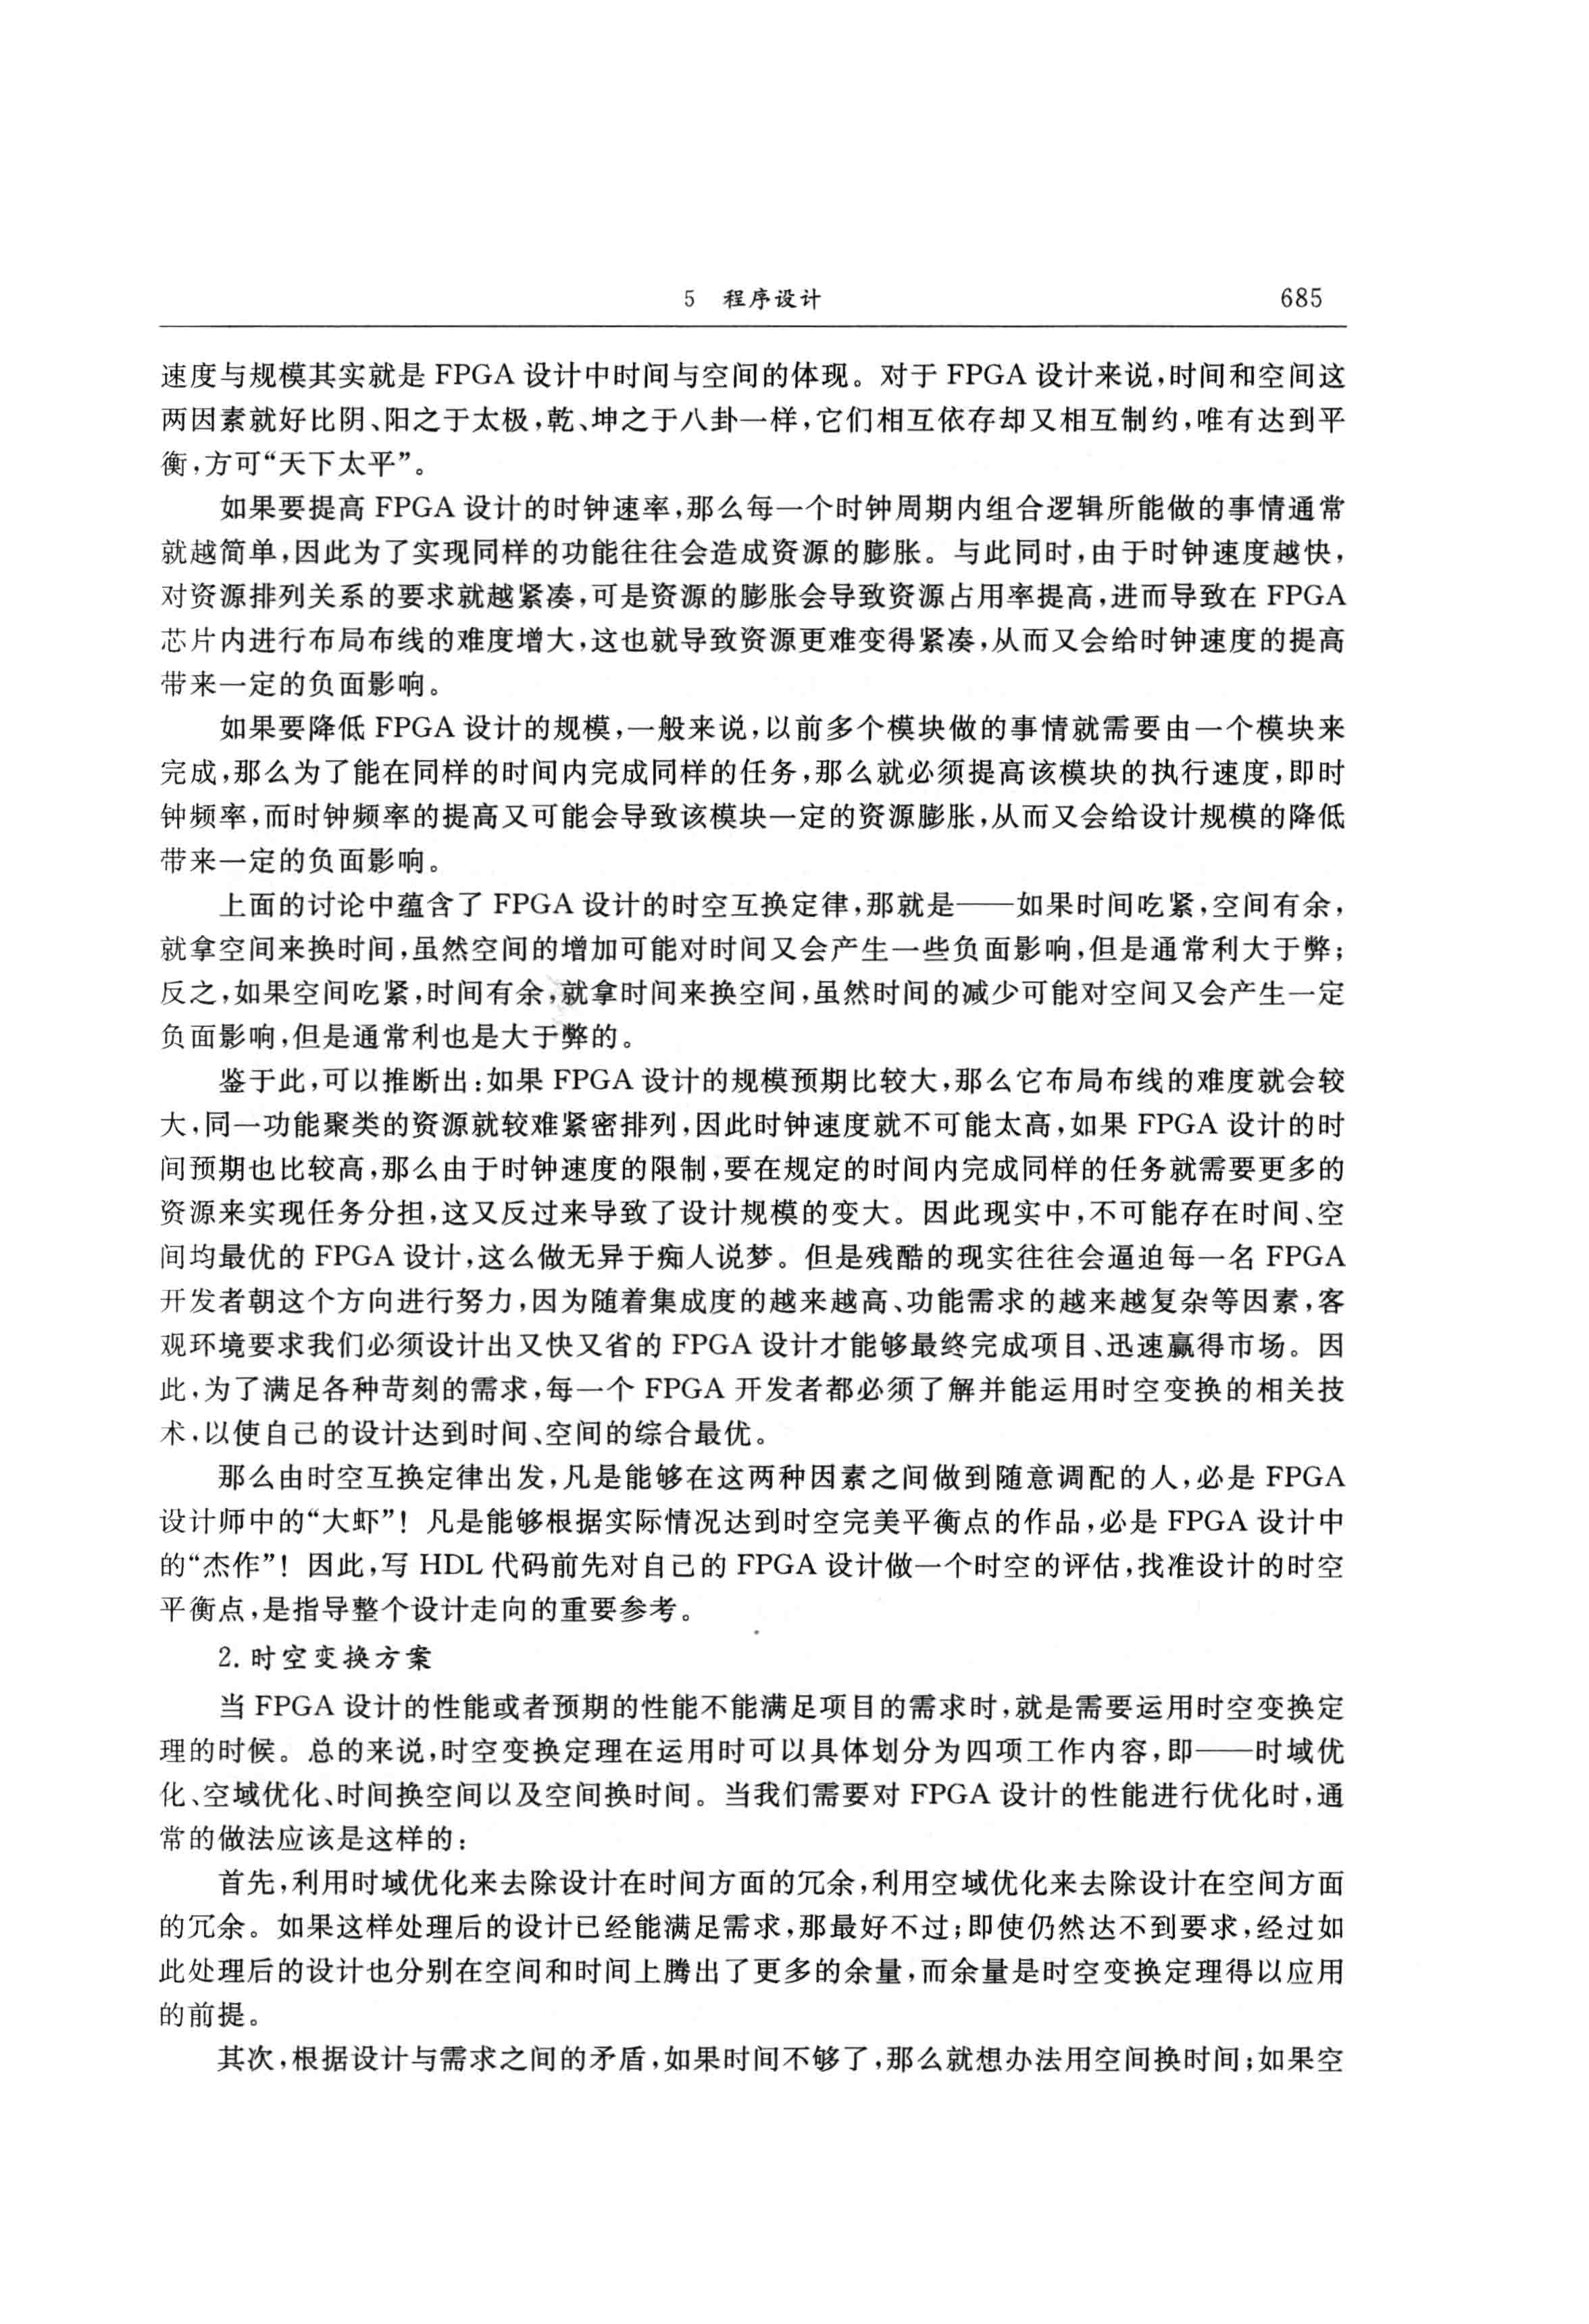 5 程序设计 685
速度与规模其实就是 FPGA 设计中时间与空间的体现。对于 FPGA 设计来说,时间和空间这
两因素就好比阴、阳之于太极,乾、坤之于八卦一样,它们相互依存却又相互制约,唯有达到平
衡,方可“天下太平”。
如果要提高 FPGA 设计的时钟速率,那么每一个时钟周期内组合逻辑所能做的事情通常
就越简单,因此为了实现同样的功能往往会造成资源的膨胀。与此同时,由于时钟速度越快,
对资源排列关系的要求就越紧凑,可是资源的膨胀会导致资源占用率提高,进而导致在 FPGA
芯片内进行布局布线的难度增大,这也就导致资源更难变得紧凑,从而又会给时钟速度的提高
带来一定的负面影响。
如果要降低 FPGA 设计的规模,一般来说,以前多个模块做的事情就需要由一个模块来
完成,那么为了能在同样的时间内完成同样的任务,那么就必须提高该模块的执行速度,即时
钟频率,而时钟频率的提高又可能会导致该模块一定的资源膨胀,从而又会给设计规模的降低
带来一定的负面影响。
上面的讨论中蕴含了 FPGA 设计的时空互换定律,那就是——如果时间吃紧,空间有余,
就拿空间来换时间,虽然空间的增加可能对时间又会产生一些负面影响,但是通常利大于弊;
反之,如果空间吃紧,时间有余,就拿时间来换空间,虽然时间的减少可能对空间又会产生一定
负面影响,但是通常利也是大于弊的。
鉴于此,可以推断出:如果 FPGA 设计的规模预期比较大,那么它布局布线的难度就会较
大,同一功能聚类的资源就较难紧密排列,因此时钟速度就不可能太高,如果 FPGA 设计的时
间预期也比较高,那么由于时钟速度的限制,要在规定的时间内完成同样的任务就需要更多的
资源来实现任务分担,这又反过来导致了设计规模的变大。因此现实中,不可能存在时间、空
间均最优的 FPGA 设计,这么做无异于痴人说梦。但是残酷的现实往往会逼迫每一名 FPGA
开发者朝这个方向进行努力,因为随着集成度的越来越高、功能需求的越来越复杂等因素,客
观环境要求我们必须设计出又快又省的 FPGA 设计才能够最终完成项目、迅速赢得市场。因
此,为了满足各种苛刻的需求,每一个 FPGA 开发者都必须了解并能运用时空变换的相关技
术,以使自己的设计达到时间、空间的综合最优。
那么由时空互换定律出发,凡是能够在这两种因素之间做到随意调配的人,必是 FPGA
设计师中的“大虾”! 凡是能够根据实际情况达到时空完美平衡点的作品,必是 FPGA 设计中
的“杰作”! 因此,写 HDL 代码前先对自己的 FPGA 设计做一个时空的评估,找准设计的时空
平衡点,是指导整个设计走向的重要参考。
2. 时空变换方案
当 FPGA 设计的性能或者预期的性能不能满足项目的需求时,就是需要运用时空变换定
理的时候。总的来说,时空变换定理在运用时可以具体划分为四项工作内容,即——时域优
化、空域优化、时间换空间以及空间换时间。当我们需要对 FPGA 设计的性能进行优化时,通
常的做法应该是这样的:
首先,利用时域优化来去除设计在时间方面的冗余,利用空域优化来去除设计在空间方面
的冗余。如果这样处理后的设计已经能满足需求,那最好不过;即使仍然达不到要求,经过如
此处理后的设计也分别在空间和时间上腾出了更多的余量,而余量是时空变换定理得以应用
的前提。
其次,根据设计与需求之间的矛盾,如果时间不够了,那么就想办法用空间换时间;如果空